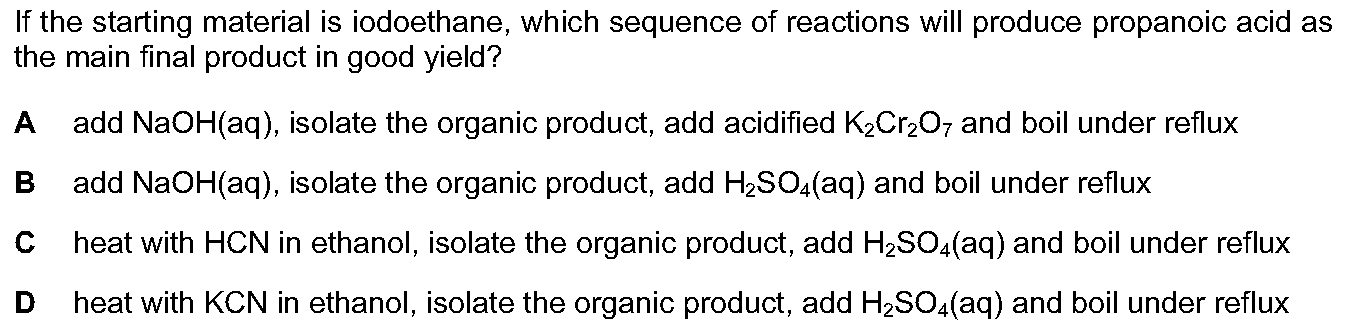 If the starting material is iodoethane, which sequence of reactions will produce propanoic acid as
the main final product in good yield?
A add NaOH(aq), isolate the organic product, add acidified K₂Cr₂O₇ and boil under reflux
B add NaOH(aq), isolate the organic product, add H₂SO₄(aq) and boil under reflux
C heat with HCN in ethanol, isolate the organic product, add H₂SO₄(aq) and boil under reflux
D heat with KCN in ethanol, isolate the organic product, add H₂SO₄(aq) and boil under reflux